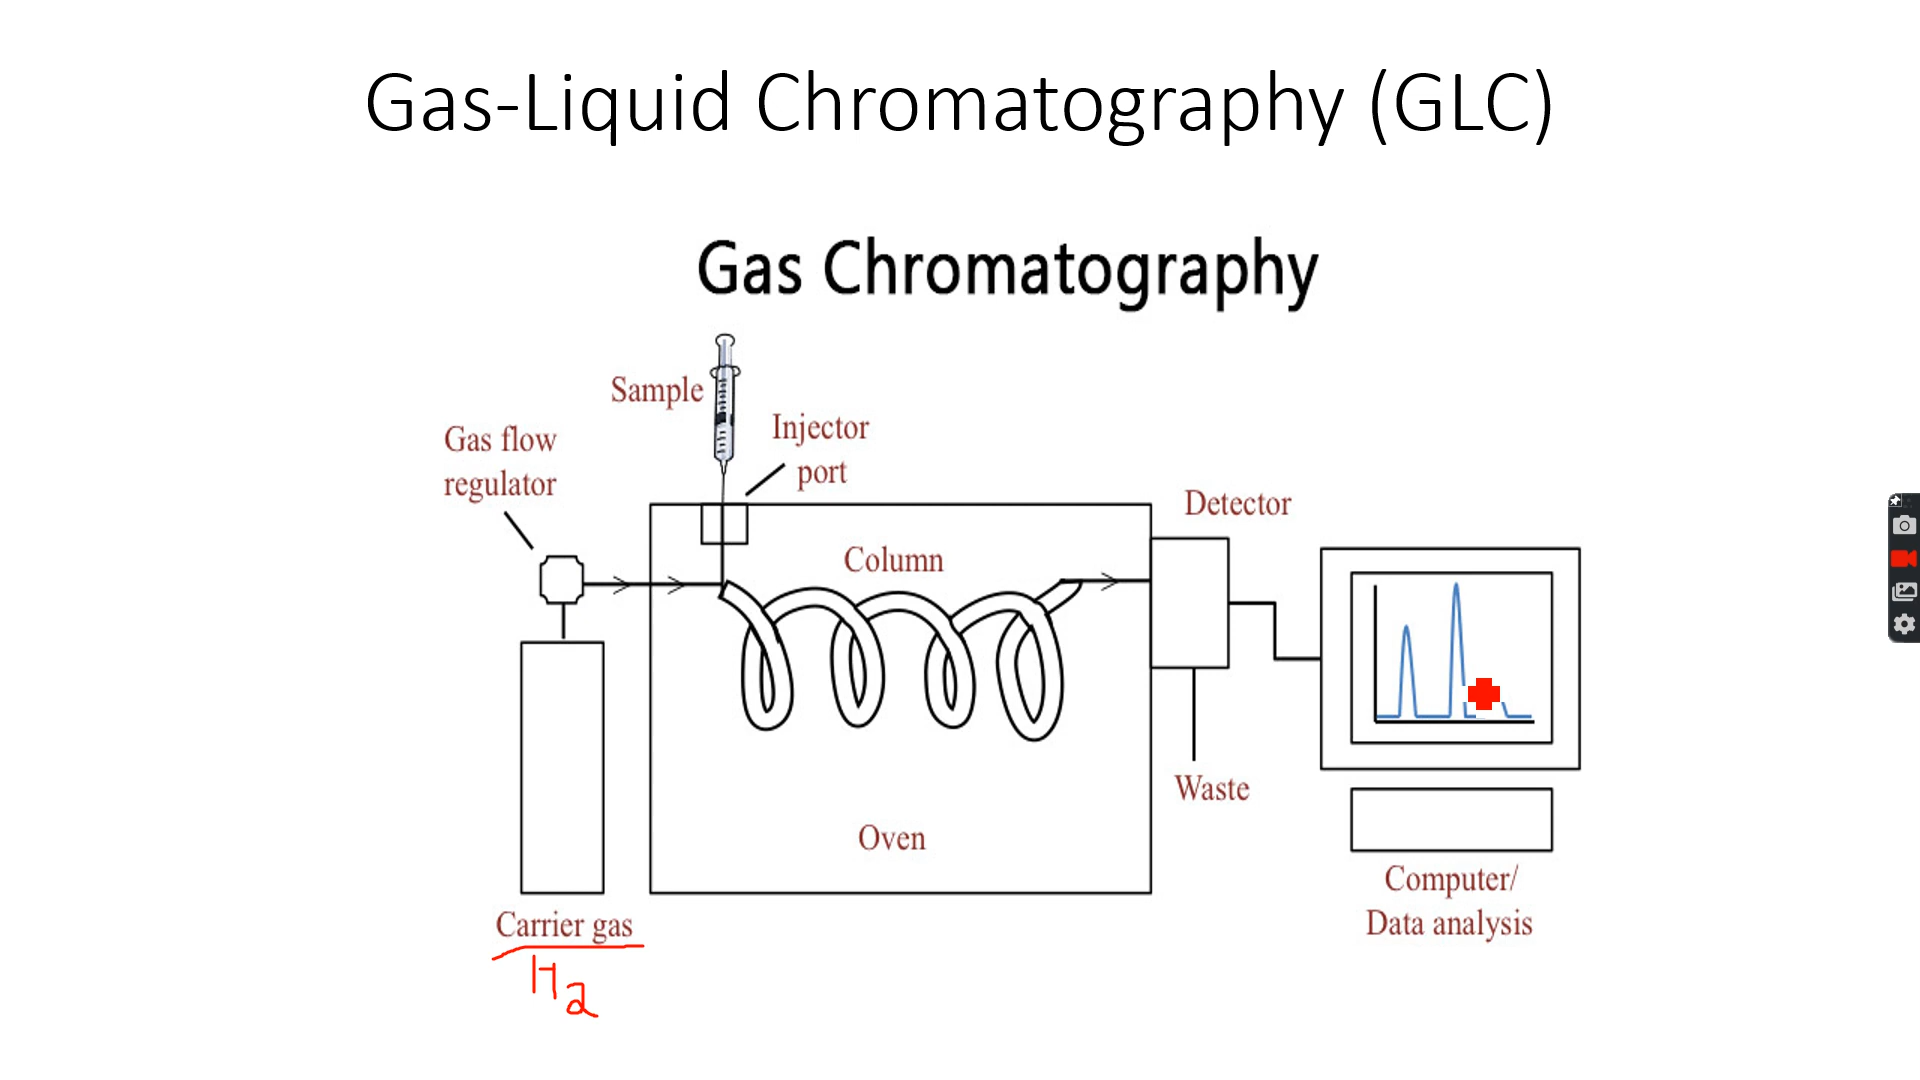 Gas-Liquid Chromatography (GLC)
Gas Chromatography
Sample
Injector
port
Gas flow
regulator
Detector
Column
Waste
Oven
Computer/
Data analysis
Carrier gas
H2